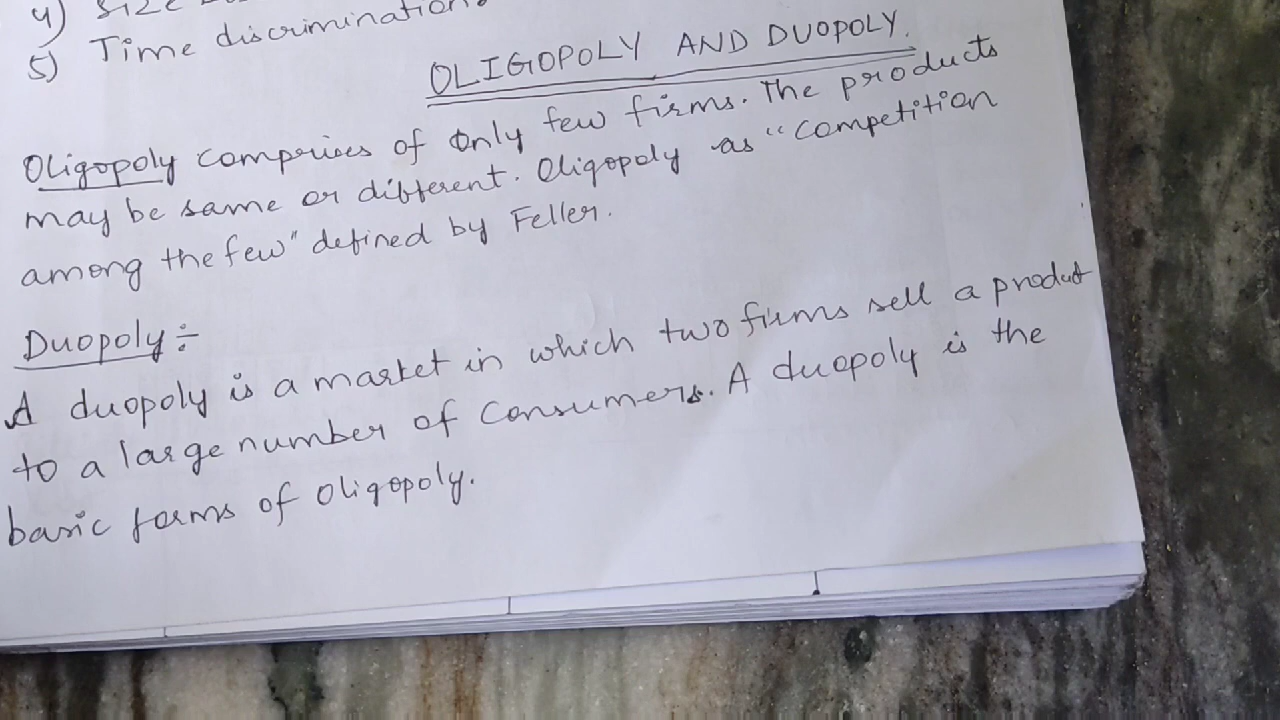 4) Size
5) Time discrimination.
OLIGOPOLY AND DUOPOLY.
Oligopoly comprises of only few firms. The products
may be same or different. Oligopoly as "competition
among the few" defined by Feller.
Duopoly :-
A duopoly is a market in which two firms sell a product
to a large number of consumers. A duopoly is the
basic forms of oligopoly.